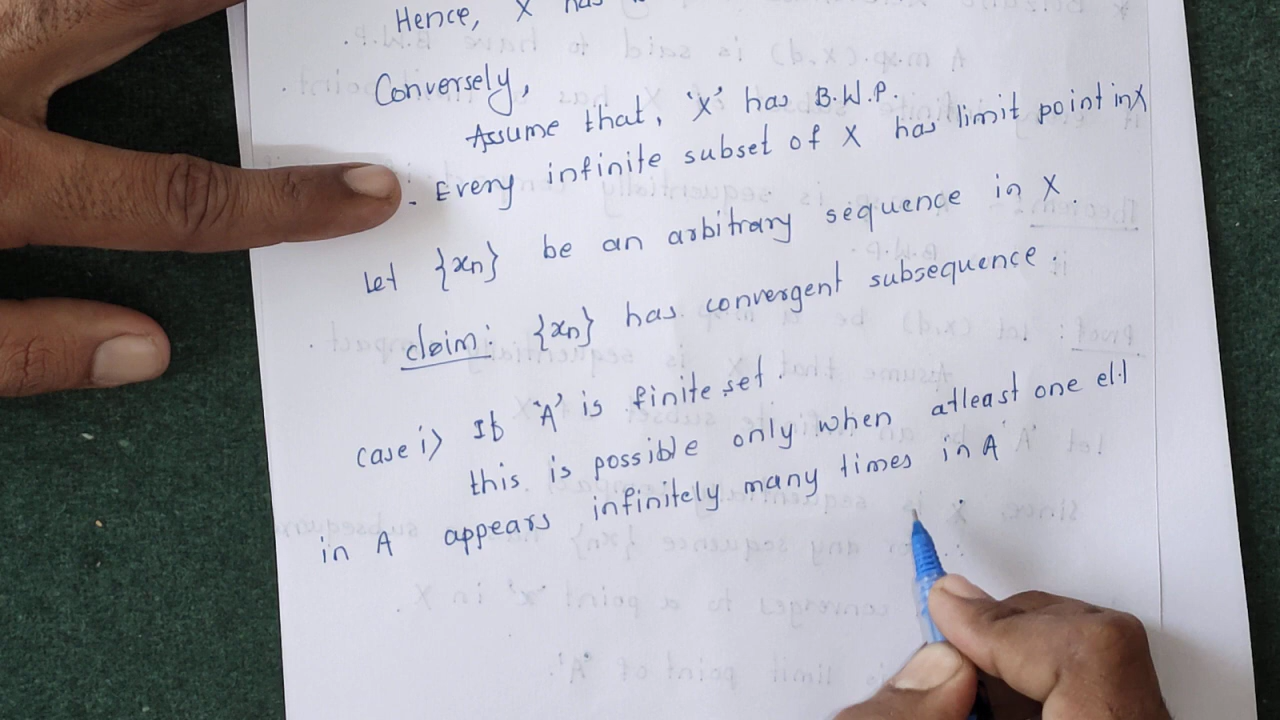 Hence, X has
Conversely,
Assume that, 'X' has B.W.P.
∴ Every infinite subset of X has limit point in X
Let {xn} be an arbitrary sequence in X.
claim: {xn} has convergent subsequence.
case i) If 'A' is finite set.
this is possible only when atleast one elt
in A appears infinitely many times in A